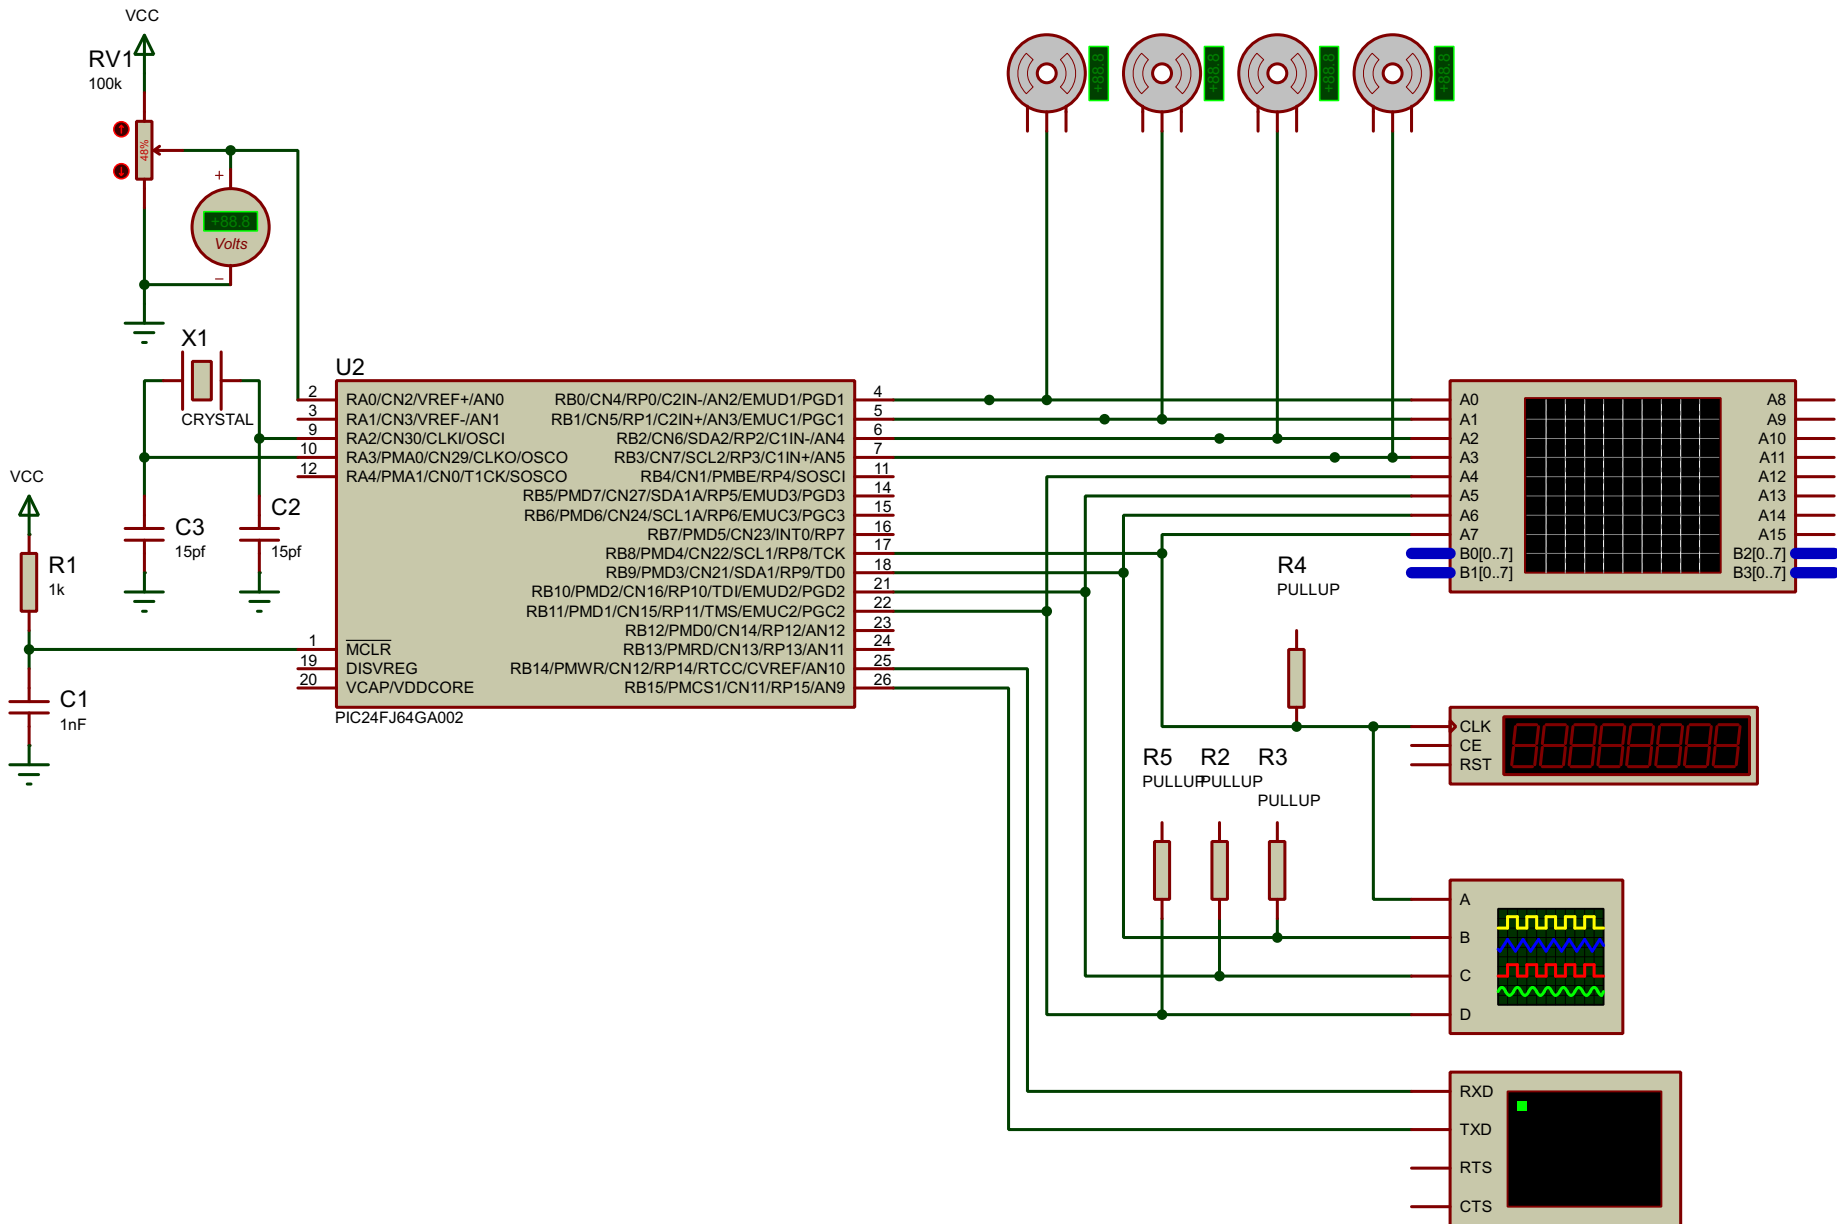 VCC
RV1
100k
48%
+
+88.8
Volts
−
+88.8
+88.8
+88.8
+88.8
X1
CRYSTAL
C3
15pf
C2
15pf
VCC
R1
1k
C1
1nF
U2
2
3
9
10
12
1
19
20
RA0/CN2/VREF+/AN0
RA1/CN3/VREF-/AN1
RA2/CN30/CLKI/OSCI
RA3/PMA0/CN29/CLKO/OSCO
RA4/PMA1/CN0/T1CK/SOSCO
MCLR
DISVREG
VCAP/VDDCORE
RB0/CN4/RP0/C2IN-/AN2/EMUD1/PGD1
RB1/CN5/RP1/C2IN+/AN3/EMUC1/PGC1
RB2/CN6/SDA2/RP2/C1IN-/AN4
RB3/CN7/SCL2/RP3/C1IN+/AN5
RB4/CN1/PMBE/RP4/SOSCI
RB5/PMD7/CN27/SDA1A/RP5/EMUD3/PGD3
RB6/PMD6/CN24/SCL1A/RP6/EMUC3/PGC3
RB7/PMD5/CN23/INT0/RP7
RB8/PMD4/CN22/SCL1/RP8/TCK
RB9/PMD3/CN21/SDA1/RP9/TD0
RB10/PMD2/CN16/RP10/TDI/EMUD2/PGD2
RB11/PMD1/CN15/RP11/TMS/EMUC2/PGC2
RB12/PMD0/CN14/RP12/AN12
RB13/PMRD/CN13/RP13/AN11
RB14/PMWR/CN12/RP14/RTCC/CVREF/AN10
RB15/PMCS1/CN11/RP15/AN9
4
5
6
7
11
14
15
16
17
18
21
22
23
24
25
26
PIC24FJ64GA002
A0
A1
A2
A3
A4
A5
A6
A7
B0[0..7]
B1[0..7]
A8
A9
A10
A11
A12
A13
A14
A15
B2[0..7]
B3[0..7]
R4
PULLUP
R5
PULLUP
R2
PULLUP
R3
PULLUP
CLK
CE
RST
88888888
A
B
C
D
RXD
TXD
RTS
CTS